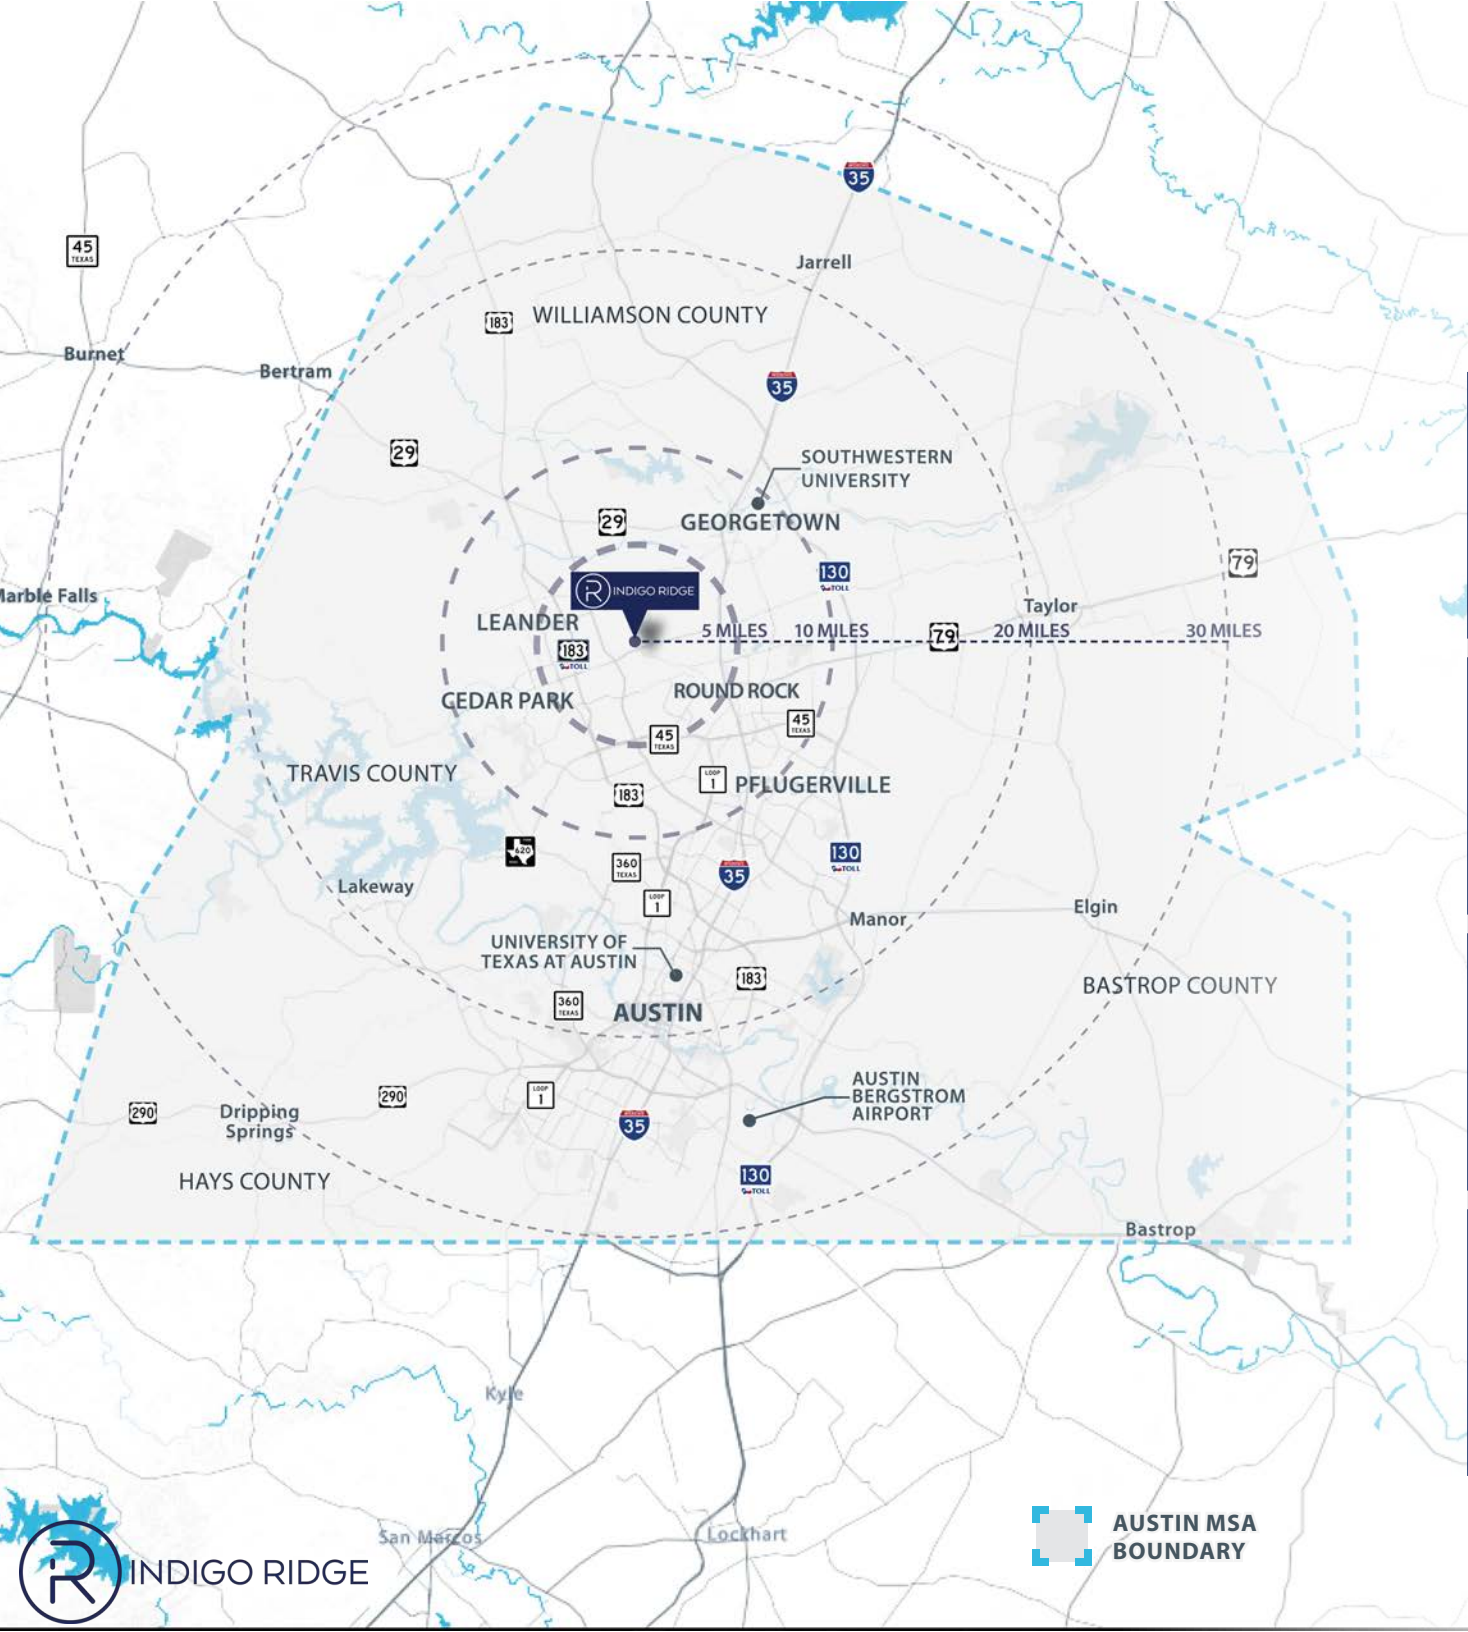 35
45
TEXAS
Jarrell
WILLIAMSON COUNTY
183
Burnet
Bertram
35
29
SOUTHWESTERN
UNIVERSITY
29
GEORGETOWN
79
130
TOLL
INDIGO RIDGE
Marble Falls
Taylor
LEANDER
5 MILES
10 MILES
79
20 MILES
30 MILES
183
TOLL
CEDAR PARK
ROUND ROCK
45
TEXAS
45
TEXAS
TRAVIS COUNTY
LOOP
1
PFLUGERVILLE
183
620
360
TEXAS
35
130
TOLL
Lakeway
LOOP
1
Manor
Elgin
UNIVERSITY OF
TEXAS AT AUSTIN
183
BASTROP COUNTY
360
TEXAS
AUSTIN
AUSTIN
BERGSTROM
AIRPORT
290
LOOP
1
290
Dripping
Springs
35
HAYS COUNTY
130
TOLL
Bastrop
Kyle
San Marcos
Lockhart
AUSTIN MSA
BOUNDARY
INDIGO RIDGE